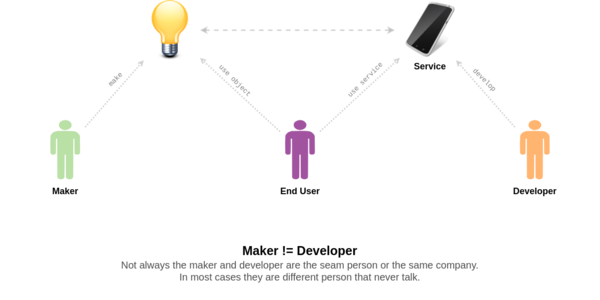 Service
make
use object
use service
develop
Maker
End User
Developer
Maker != Developer
Not always the maker and developer are the seam person or the same company.
In most cases they are different person that never talk.